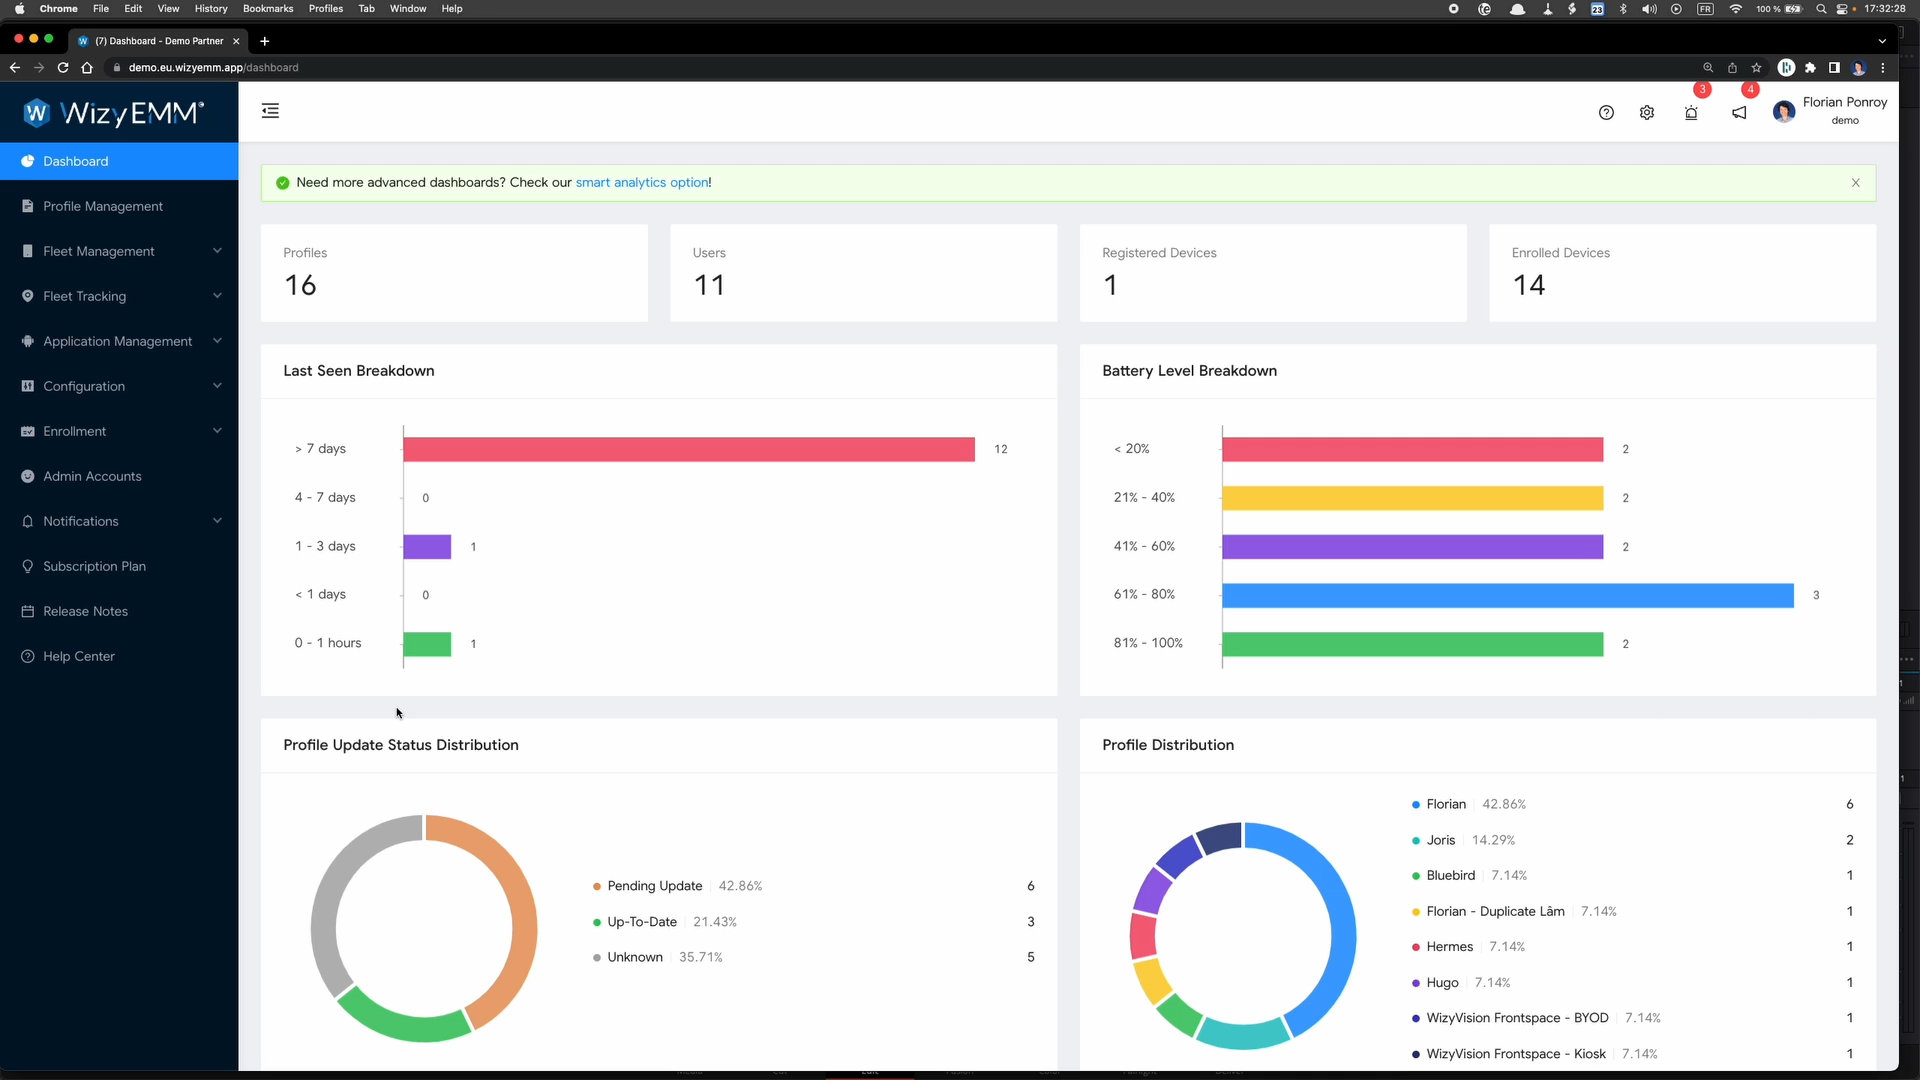 Chrome File Edit View History Bookmarks Profiles Tab Window Help 23 FR 100 % 17:32:28
(7) Dashboard - Demo Partner
demo.eu.wizyemm.app/dashboard
W WizyEMM
3 4
Florian Ponroy
demo
Dashboard
Profile Management
Fleet Management
Fleet Tracking
Application Management
Configuration
Enrollment
Admin Accounts
Notifications
Subscription Plan
Release Notes
Help Center
Need more advanced dashboards? Check our smart analytics option!
Profiles
16
Users
11
Registered Devices
1
Enrolled Devices
14
Last Seen Breakdown
> 7 days 12
4 - 7 days 0
1 - 3 days 1
< 1 days 0
0 - 1 hours 1
Battery Level Breakdown
< 20% 2
21% - 40% 2
41% - 60% 2
61% - 80% 3
81% - 100% 2
Profile Update Status Distribution
Pending Update 42.86% 6
Up-To-Date 21.43% 3
Unknown 35.71% 5
Profile Distribution
Florian 42.86% 6
Joris 14.29% 2
Bluebird 7.14% 1
Florian - Duplicate Lâm 7.14% 1
Hermes 7.14% 1
Hugo 7.14% 1
WizyVision Frontspace - BYOD 7.14% 1
WizyVision Frontspace - Kiosk 7.14% 1